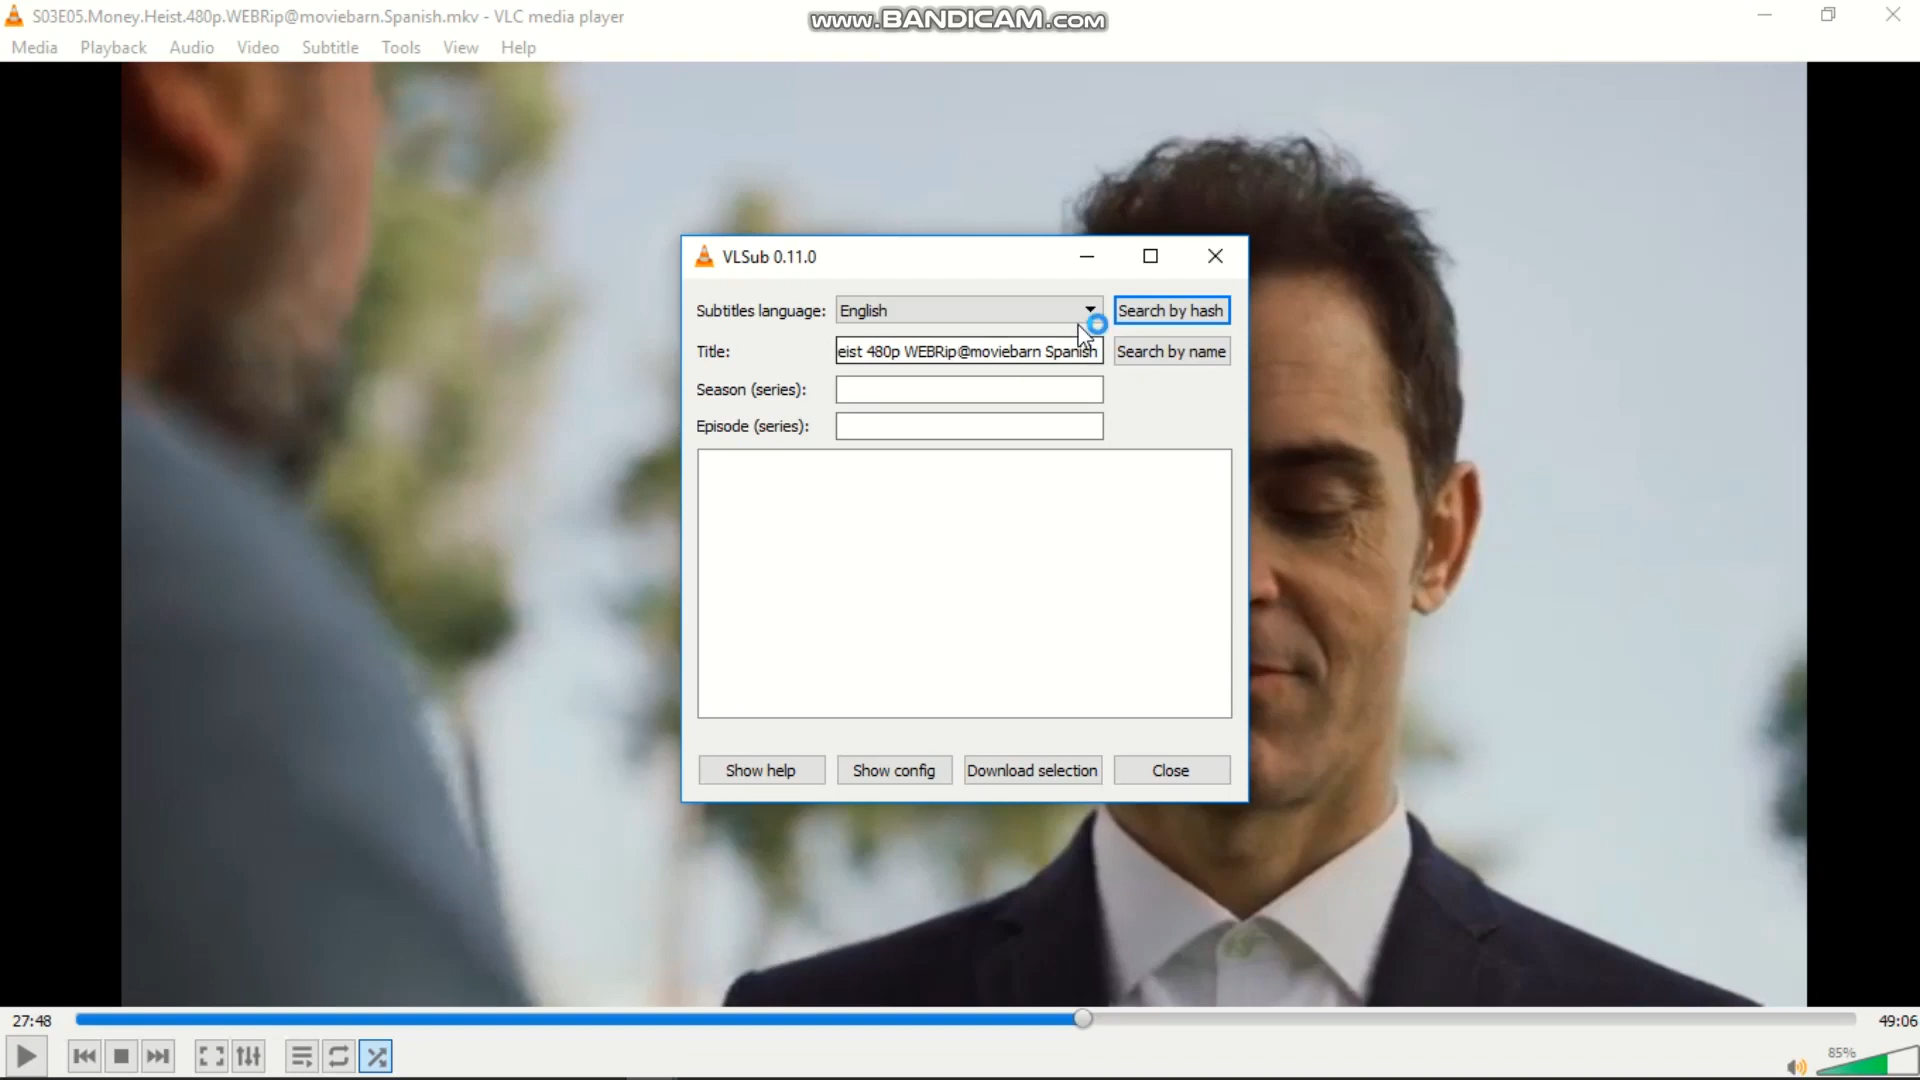 S03E05.Money.Heist.480p.WEBRip@moviebarn.Spanish.mkv - VLC media player
www.BANDICAM.com
Media Playback Audio Video Subtitle Tools View Help
VLSub 0.11.0
Subtitles language: English Search by hash
Title: eist 480p WEBRip@moviebarn Spanish Search by name
Season (series):
Episode (series):
Show help Show config Download selection Close
27:48 49:06
85%